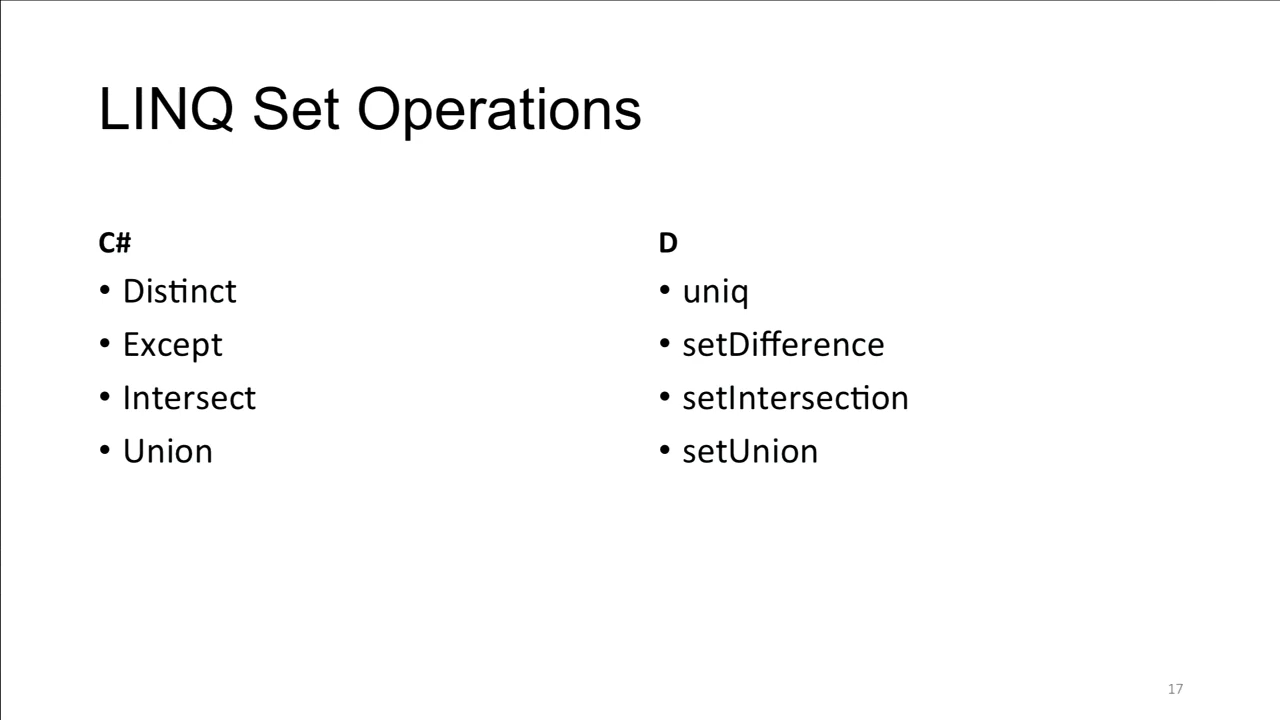 LINQ Set Operations
C#
• Distinct
• Except
• Intersect
• Union
D
• uniq
• setDifference
• setIntersection
• setUnion
17